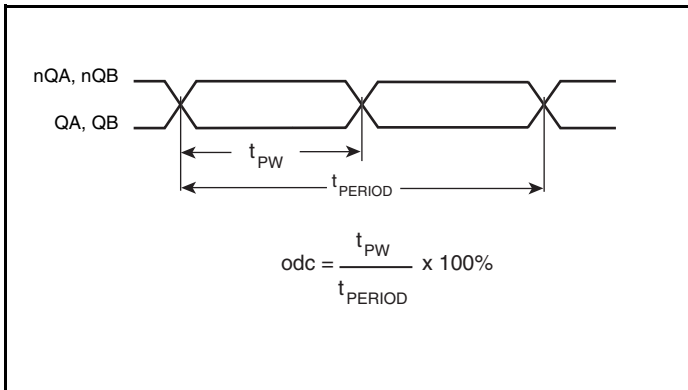 nQA, nQB
QA, QB
tPW
tPERIOD
odc = tPW / tPERIOD x 100%